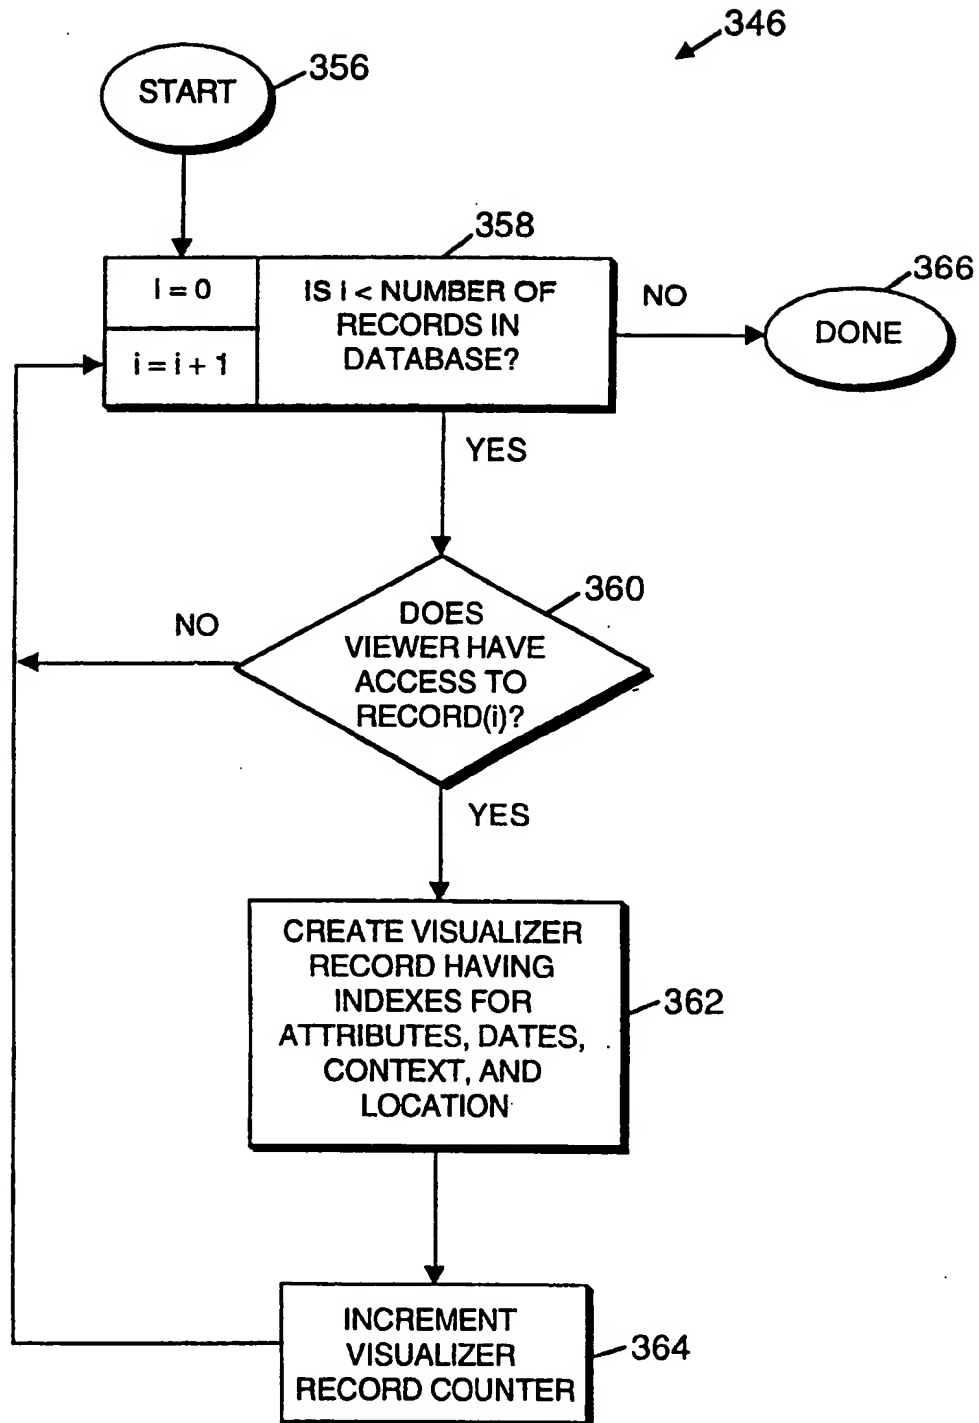 346
START
356
358
I = 0
i = i + 1
IS i < NUMBER OF
RECORDS IN
DATABASE?
NO
366
DONE
YES
360
DOES
VIEWER HAVE
ACCESS TO
RECORD(i)?
NO
YES
CREATE VISUALIZER
RECORD HAVING
INDEXES FOR
ATTRIBUTES, DATES,
CONTEXT, AND
LOCATION
362
INCREMENT
VISUALIZER
RECORD COUNTER
364